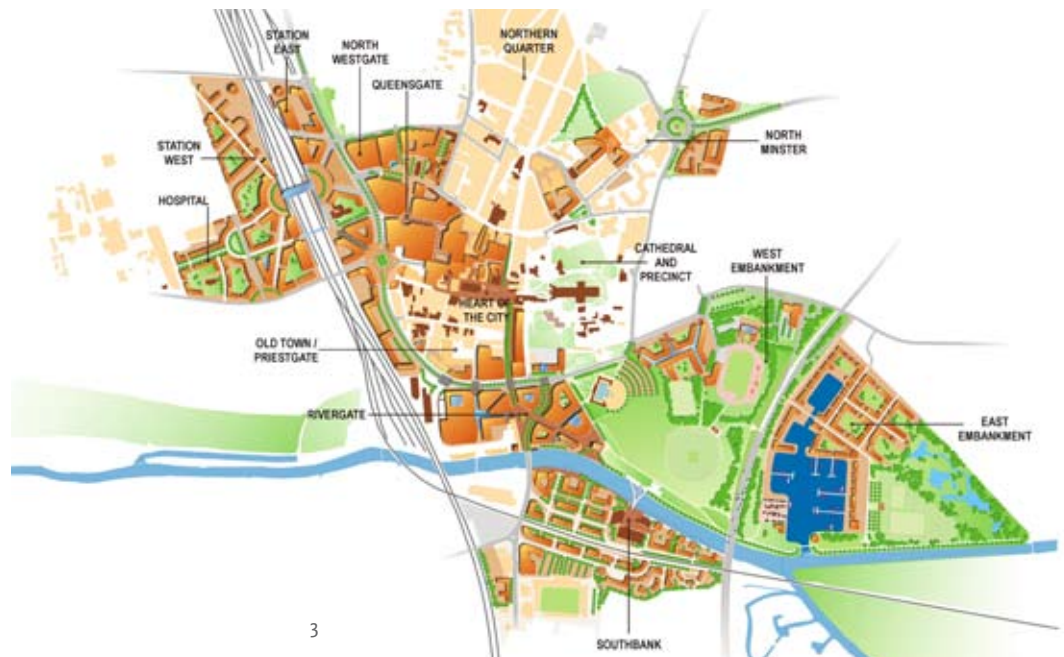 STATION
EAST
NORTH
WESTGATE
NORTHERN
QUARTER
QUEENSGATE
STATION
WEST
NORTH
MINSTER
HOSPITAL
CATHEDRAL
AND
PRECINCT
WEST
EMBANKMENT
HEART OF
THE CITY
OLD TOWN /
PRIESTGATE
RIVERGATE
EAST
EMBANKMENT
3
SOUTHBANK